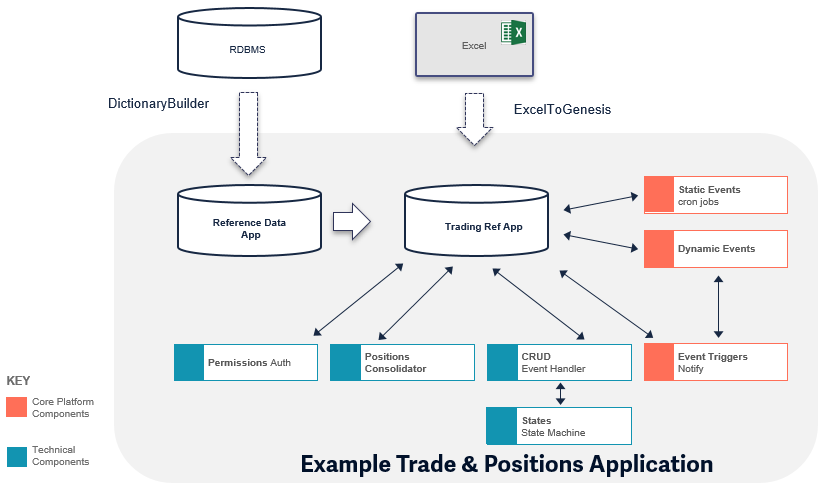 RDBMS
Excel
X
DictionaryBuilder
ExcelToGenesis
Reference Data
App
Trading Ref App
Static Events
cron jobs
Dynamic Events
Permissions Auth
Positions
Consolidator
CRUD
Event Handler
Event Triggers
Notify
States
State Machine
KEY
Core Platform
Components
Technical
Components
Example Trade & Positions Application